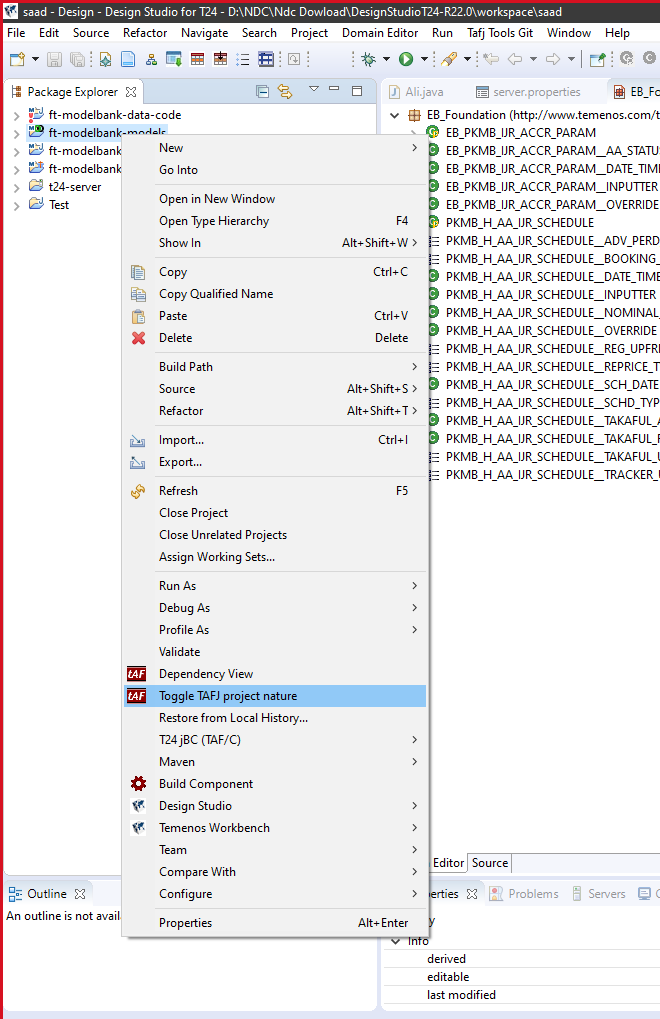 saad - Design - Design Studio for T24 - D:\NDC\Ndc Dowload\DesignStudioT24-R22.0\workspace\saad
File Edit Source Refactor Navigate Search Project Domain Editor Run Tafj Tools Git Window Help
Package Explorer
ft-modelbank-data-code
ft-modelbank-models
ft-modelbank
ft-modelbank
t24-server
Test
New
Go Into
Open in New Window
Open Type Hierarchy F4
Show In Alt+Shift+W
Copy Ctrl+C
Copy Qualified Name
Paste Ctrl+V
Delete Delete
Build Path
Source Alt+Shift+S
Refactor Alt+Shift+T
Import... Ctrl+I
Export...
Refresh F5
Close Project
Close Unrelated Projects
Assign Working Sets...
Run As
Debug As
Profile As
Validate
tAF Dependency View
tAF Toggle TAFJ project nature
Restore from Local History...
T24 jBC (TAF/C)
Maven
Build Component
Design Studio
Temenos Workbench
Team
Compare With
Configure
Properties Alt+Enter
Ali.java server.properties EB_Fo
EB_Foundation (http://www.temenos.com/t
EB_PKMB_IJR_ACCR_PARAM
EB_PKMB_IJR_ACCR_PARAM__AA_STATU
EB_PKMB_IJR_ACCR_PARAM__DATE_TIME
EB_PKMB_IJR_ACCR_PARAM__INPUTTER
EB_PKMB_IJR_ACCR_PARAM__OVERRIDE
PKMB_H_AA_IJR_SCHEDULE
PKMB_H_AA_IJR_SCHEDULE__ADV_PERD
PKMB_H_AA_IJR_SCHEDULE__BOOKING_
PKMB_H_AA_IJR_SCHEDULE__DATE_TIME
PKMB_H_AA_IJR_SCHEDULE__INPUTTER
PKMB_H_AA_IJR_SCHEDULE__NOMINAL_
PKMB_H_AA_IJR_SCHEDULE__OVERRIDE
PKMB_H_AA_IJR_SCHEDULE__REG_UPFR
PKMB_H_AA_IJR_SCHEDULE__REPRICE_T
PKMB_H_AA_IJR_SCHEDULE__SCH_DATE
PKMB_H_AA_IJR_SCHEDULE__SCHD_TYP
PKMB_H_AA_IJR_SCHEDULE__TAKAFUL_A
PKMB_H_AA_IJR_SCHEDULE__TAKAFUL_F
PKMB_H_AA_IJR_SCHEDULE__TAKAFUL_U
PKMB_H_AA_IJR_SCHEDULE__TRACKER_U
Editor Source
Outline
An outline is not avail
erties Problems Servers
y
Info
derived
editable
last modified